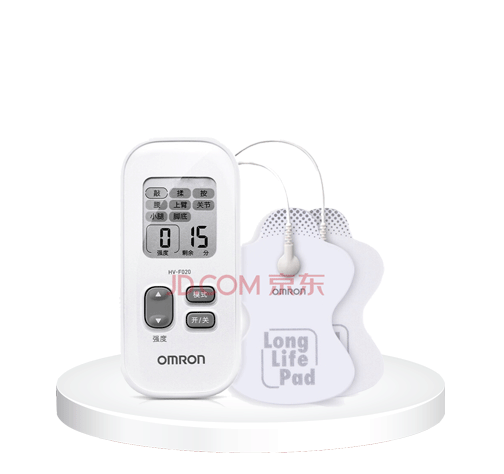 敲 揉 按
腰 上臂 关节
小腿 脚底
0 15
强度 剩余 分
HV-F020
模式
开/关
强度
OMRON
JD.COM 京东
OMRON
Long
Life
Pad